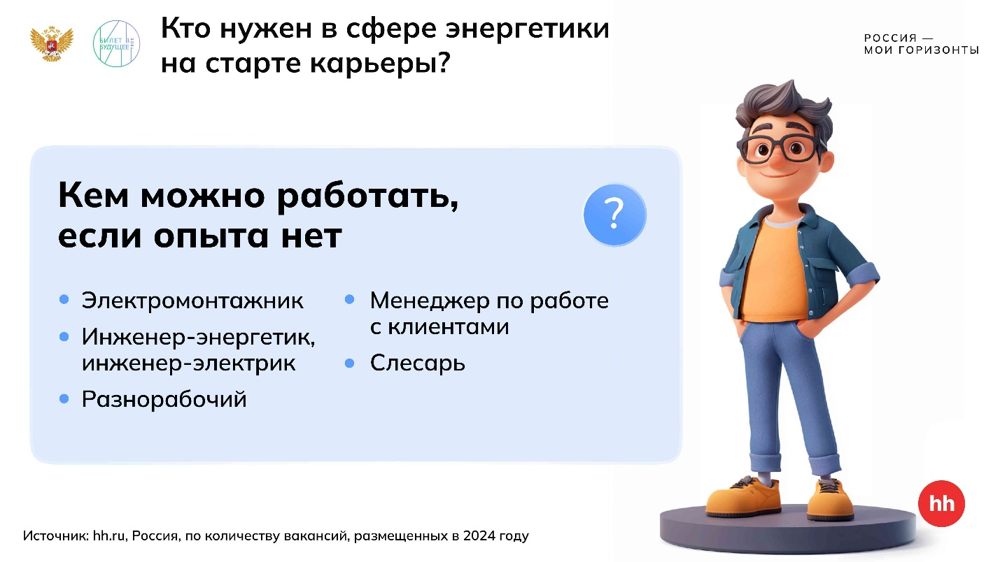 БИЛЕТ В
БУДУЩЕЕ
ТВОЕ
Кто нужен в сфере энергетики
на старте карьеры?
РОССИЯ —
МОИ ГОРИЗОНТЫ
Кем можно работать,
если опыта нет
?
Электромонтажник
Инженер-энергетик,
инженер-электрик
Разнорабочий
Менеджер по работе
с клиентами
Слесарь
hh
Источник: hh.ru, Россия, по количеству вакансий, размещенных в 2024 году